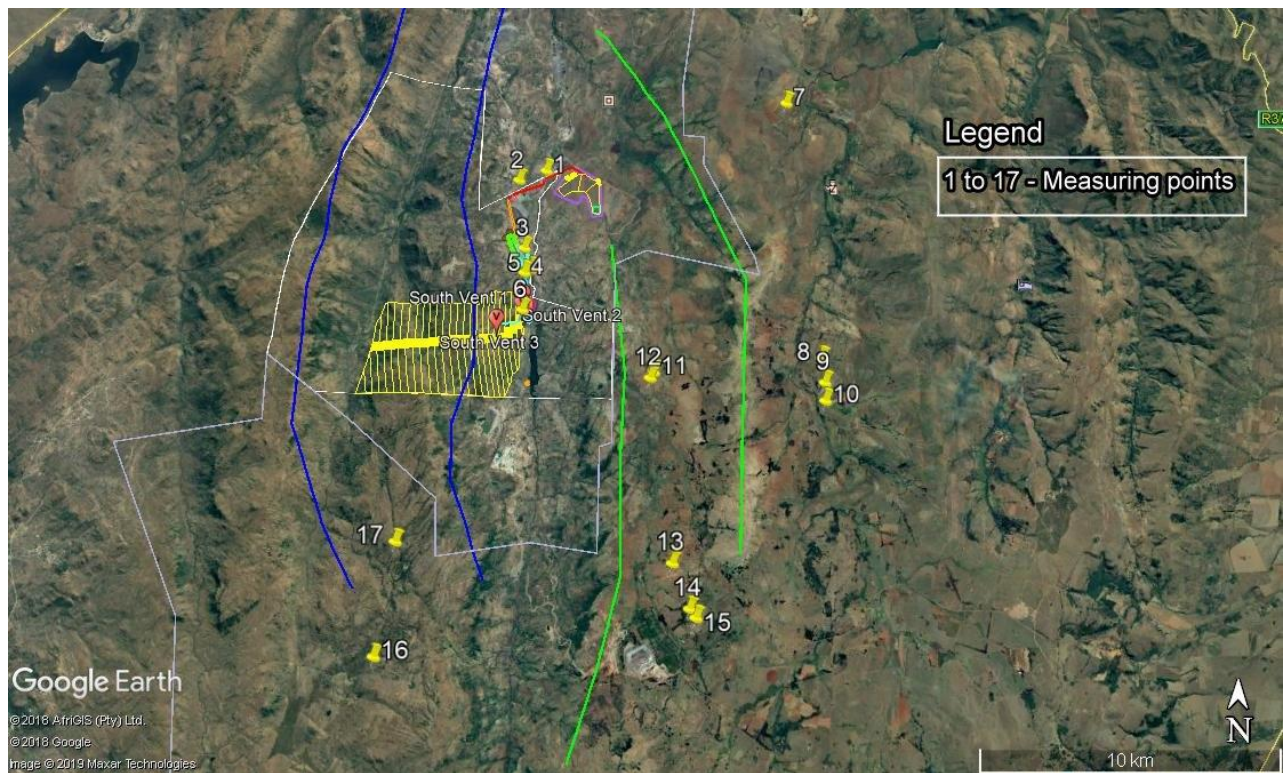 7
R37
Legend
1 to 17 - Measuring points
2
1
3
5
4
6
South Vent 1
South Vent 2
South Vent 3
12
11
8
9
10
17
13
14
15
16
Google Earth
©2018 AfriGIS (Pty) Ltd.
©2018 Google
Image © 2019 Maxar Technologies
N
10 km